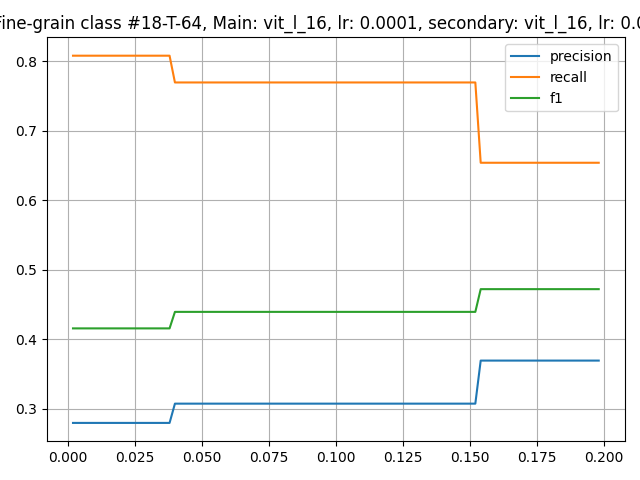 Fine-grain class #18-T-64, Main: vit_l_16, lr: 0.0001, secondary: vit_l_16, lr: 0.0
precision
recall
f1
0.8
0.7
0.6
0.5
0.4
0.3
0.000 0.025 0.050 0.075 0.100 0.125 0.150 0.175 0.200